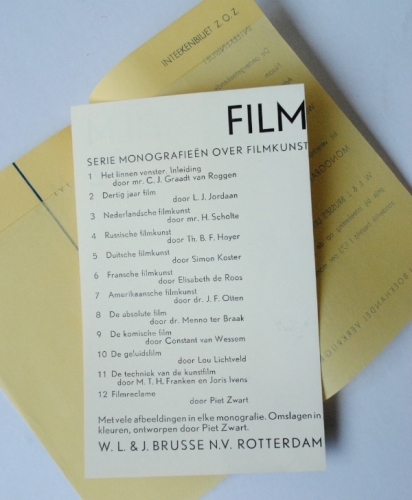 INTEEKENBILJET Z.O.Z
FILM
SERIE MONOGRAFIEËN OVER FILMKUNST
1 Het linnen venster. Inleiding
door mr. C. J. Graadt van Roggen
2 Dertig jaar film
door L. J. Jordaan
3 Nederlandsche filmkunst
door mr. H. Scholte
4 Russische filmkunst
door Th. B. F. Hoyer
5 Duitsche filmkunst
door Simon Koster
6 Fransche filmkunst
door Elisabeth de Roos
7 Amerikaansche filmkunst
door dr. J. F. Otten
8 De absolute film
door dr. Menno ter Braak
9 De komische film
door Constant van Wessem
10 De geluidsfilm
door Lou Lichtveld
11 De techniek van de kunstfilm
door M. T. H. Franken en Joris Ivens
12 Filmreclame
door Piet Zwart
Met vele afbeeldingen in elke monografie. Omslagen in
kleuren, ontworpen door Piet Zwart.
W. L. & J. BRUSSE N.V. ROTTERDAM